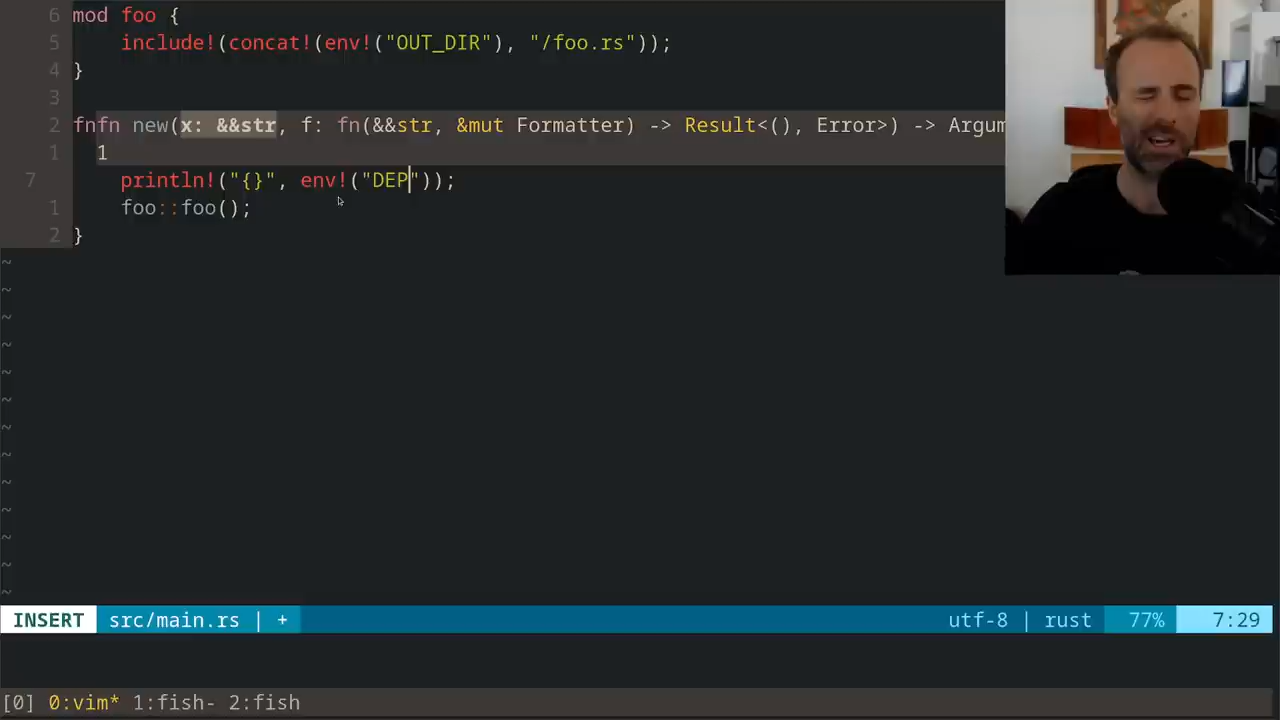 6 mod foo {
5     include!(concat!(env!("OUT_DIR"), "/foo.rs"));
4 }
3
2 fnfn new(x: &&str, f: fn(&&str, &mut Formatter) -> Result<(), Error>) -> Argum
1 1
7     println!("{}", env!("DEP"));
1     foo::foo();
2 }
~
~
~
~
~
~
~
~
~
~
~
~
~
INSERT src/main.rs | + utf-8 | rust 77% 7:29
[0] 0:vim* 1:fish- 2:fish